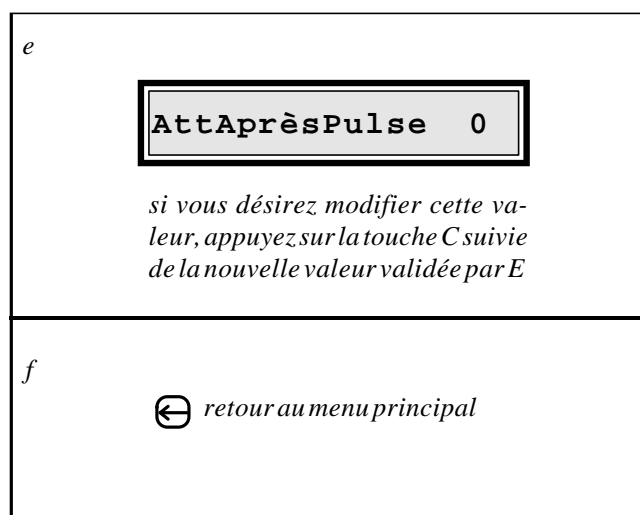 e
AttAprèsPulse 0
si vous désirez modifier cette va-
leur, appuyez sur la touche C suivie
de la nouvelle valeur validée par E
f
retour au menu principal